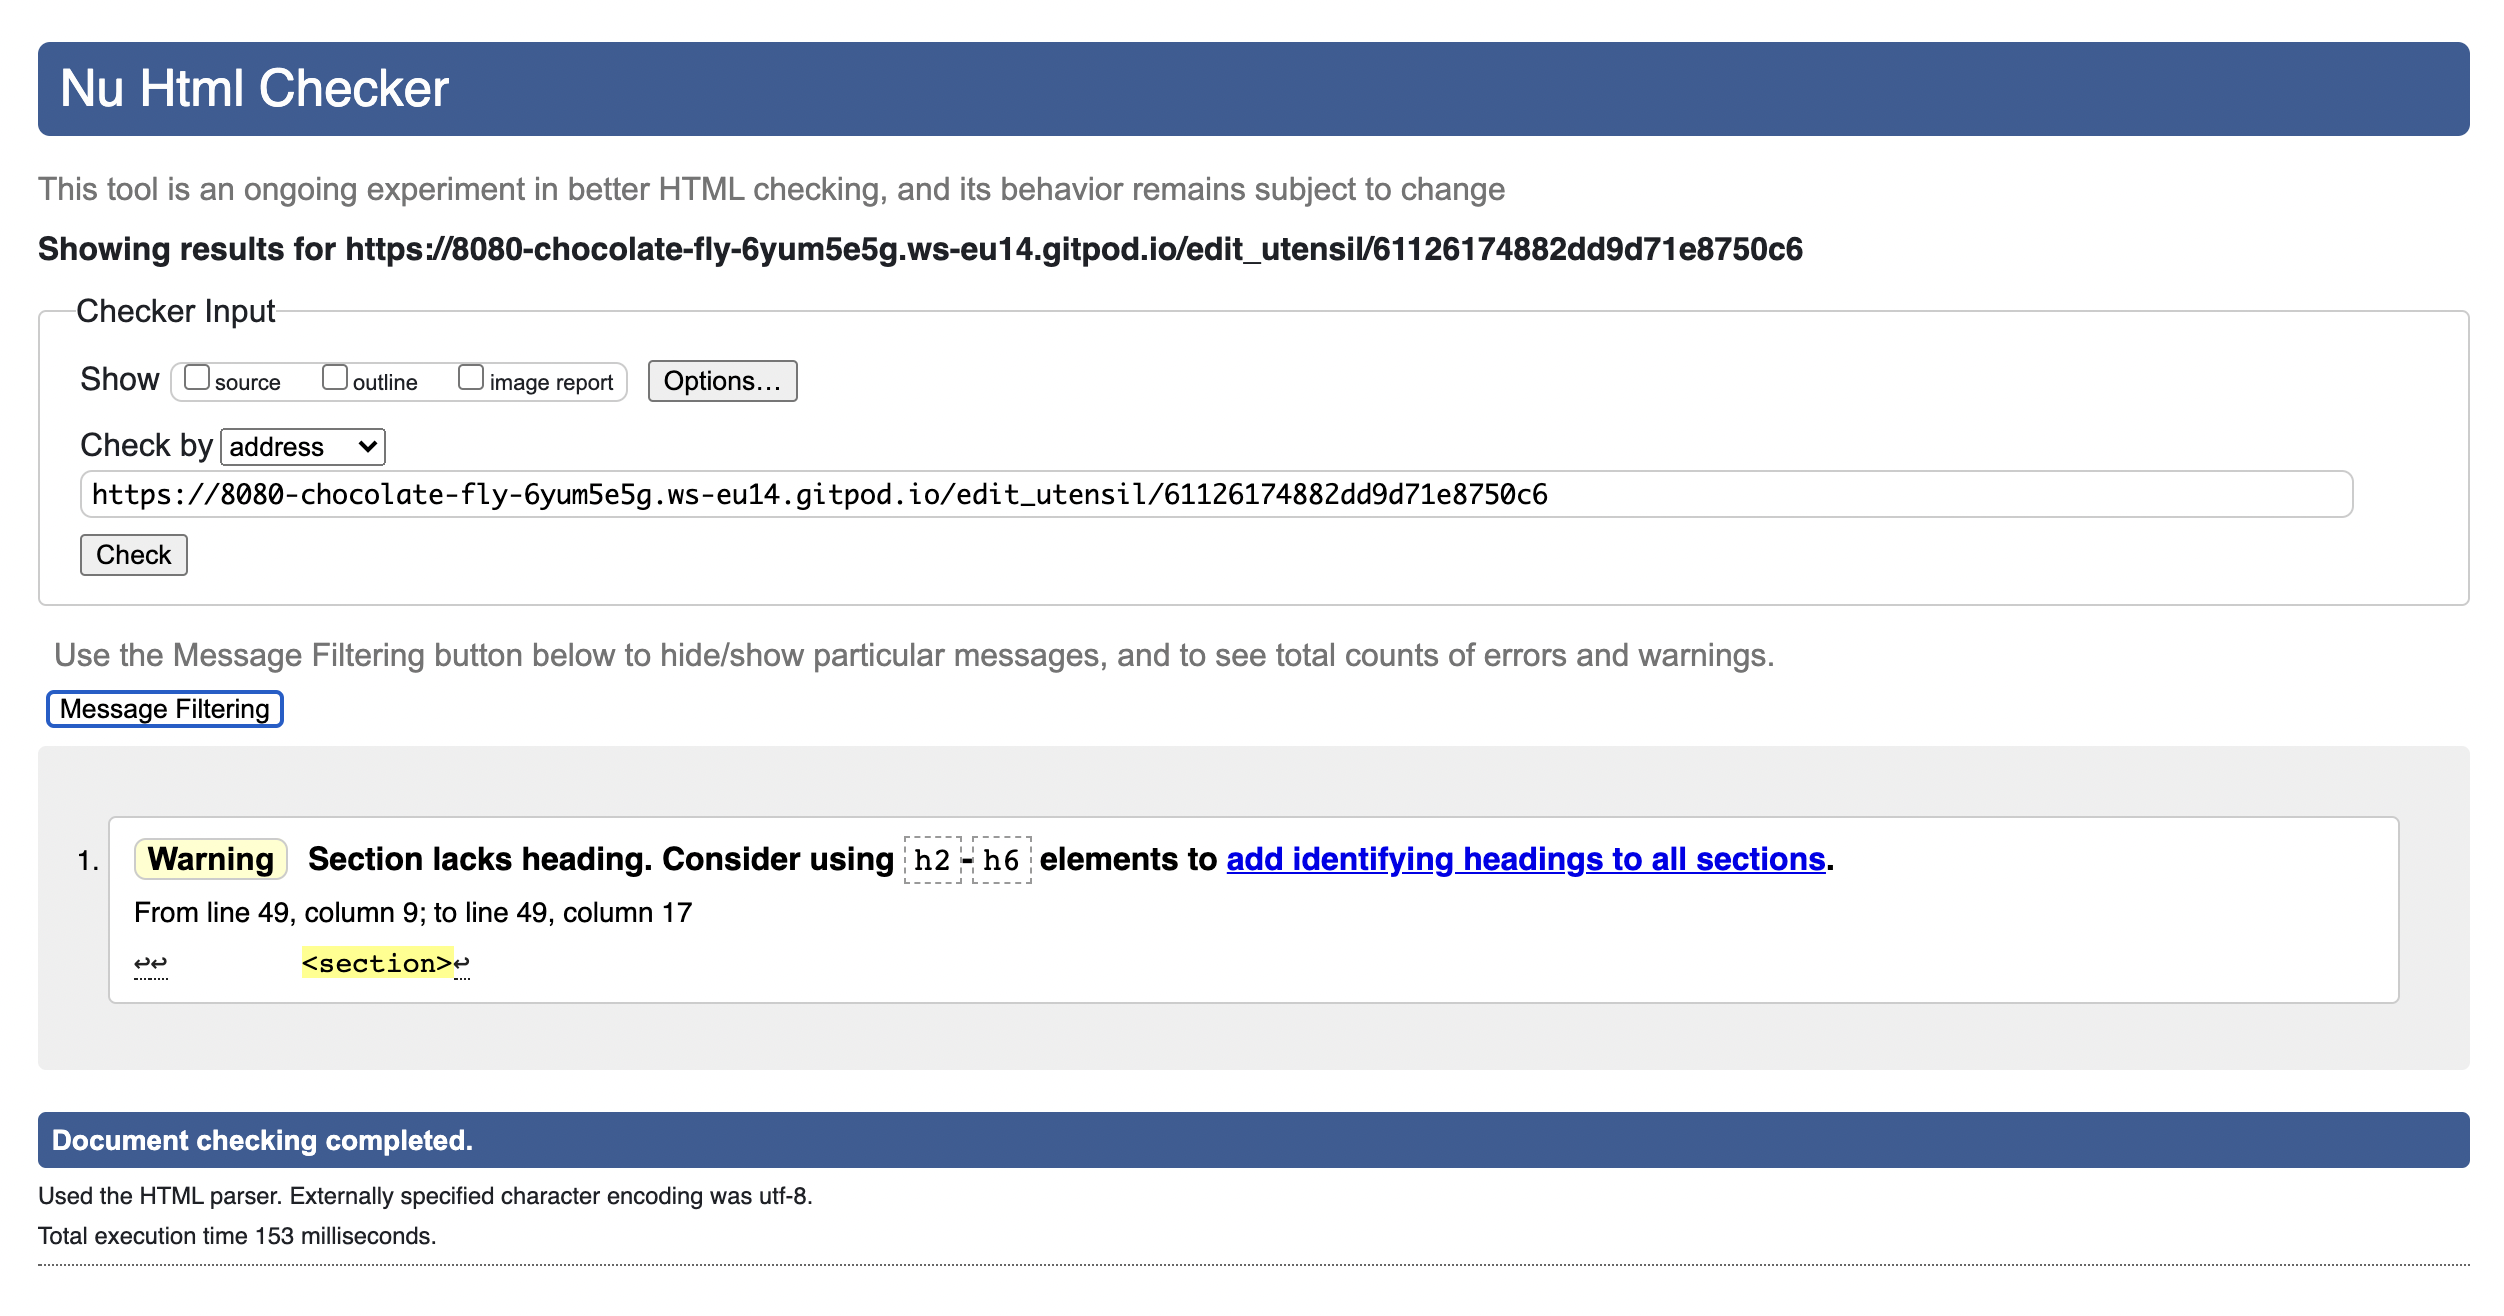 Nu Html Checker
This tool is an ongoing experiment in better HTML checking, and its behavior remains subject to change
Showing results for https://8080-chocolate-fly-6yum5e5g.ws-eu14.gitpod.io/edit_utensil/61126174882dd9d71e8750c6
Checker Input
Show source outline image report Options...
Check by address
https://8080-chocolate-fly-6yum5e5g.ws-eu14.gitpod.io/edit_utensil/61126174882dd9d71e8750c6
Check
Use the Message Filtering button below to hide/show particular messages, and to see total counts of errors and warnings.
Message Filtering
1. Warning Section lacks heading. Consider using h2-h6 elements to add identifying headings to all sections.
From line 49, column 9; to line 49, column 17
↩↩ <section>↩
Document checking completed.
Used the HTML parser. Externally specified character encoding was utf-8.
Total execution time 153 milliseconds.